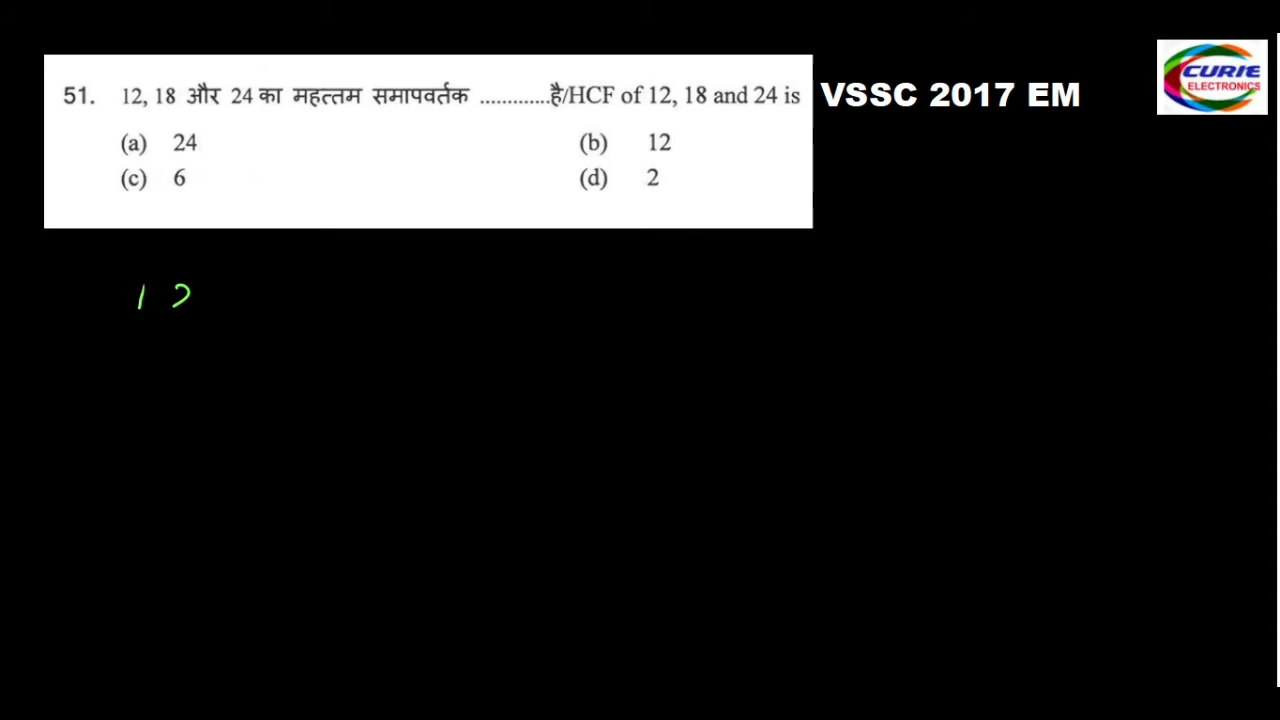 51. 12, 18 और 24 का महत्तम समापवर्तक .............है/HCF of 12, 18 and 24 is
VSSC 2017 EM
CURIE
ELECTRONICS
(a) 24 (b) 12
(c) 6 (d) 2
12